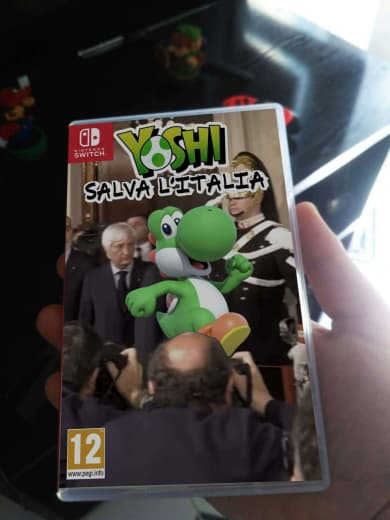 NINTENDO
SWITCH
YOSHI
SALVA L'ITALIA
12
www.pegi.info